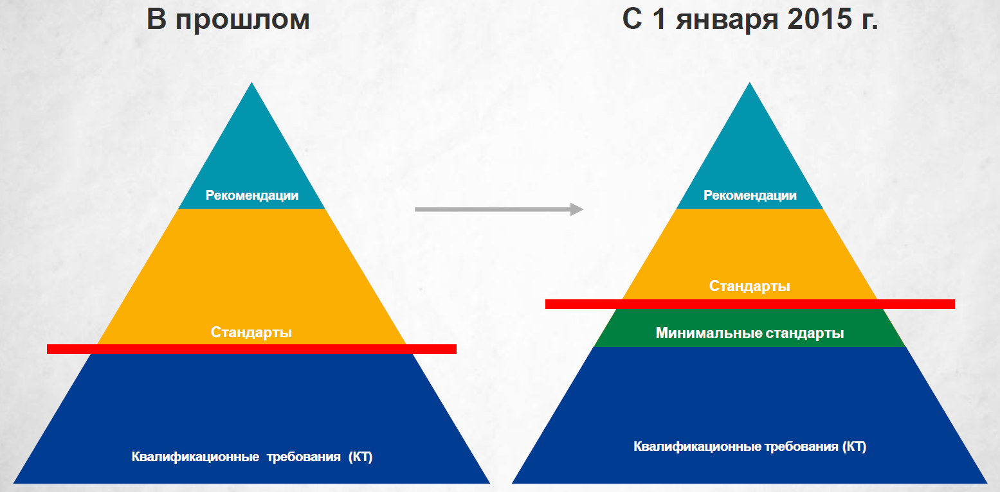 В прошлом
Рекомендации
Стандарты
Квалификационные требования (КТ)
С 1 января 2015 г.
Рекомендации
Стандарты
Минимальные стандарты
Квалификационные требования (КТ)